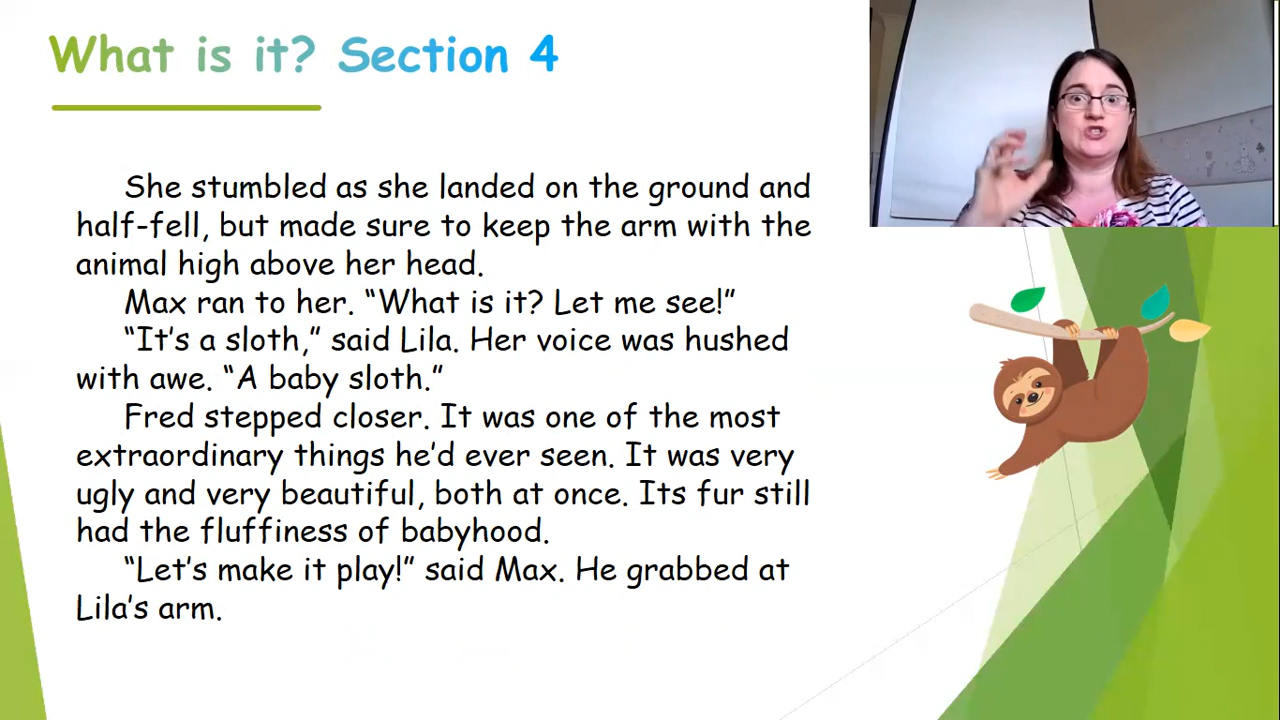 What is it? Section 4
She stumbled as she landed on the ground and
half-fell, but made sure to keep the arm with the
animal high above her head.
Max ran to her. “What is it? Let me see!”
“It’s a sloth,” said Lila. Her voice was hushed
with awe. “A baby sloth.”
Fred stepped closer. It was one of the most
extraordinary things he’d ever seen. It was very
ugly and very beautiful, both at once. Its fur still
had the fluffiness of babyhood.
“Let’s make it play!” said Max. He grabbed at
Lila’s arm.